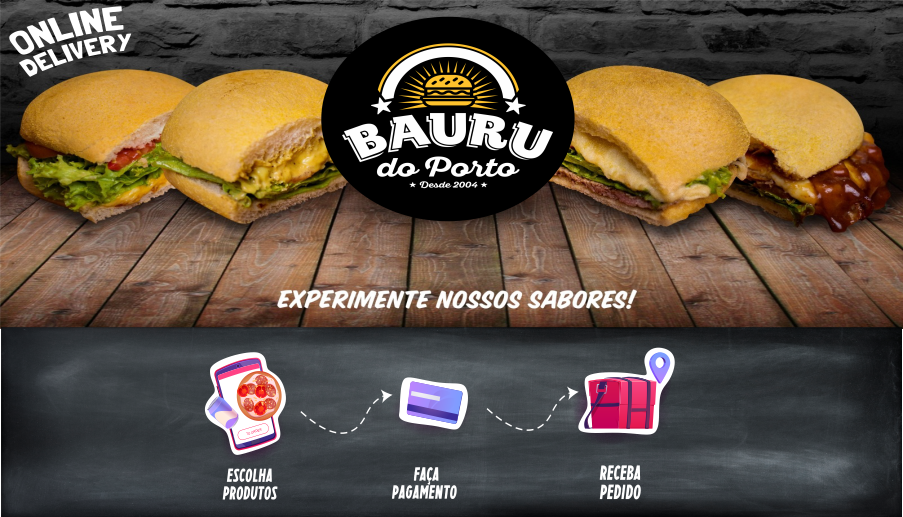 ONLINE
DELIVERY
BAURU
do Porto
Desde 2004
EXPERIMENTE NOSSOS SABORES!
ESCOLHA
PRODUTOS
FAÇA
PAGAMENTO
RECEBA
PEDIDO